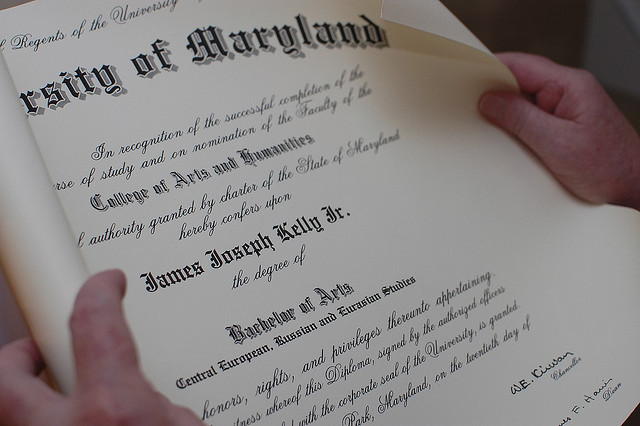 f Regents of the University
rsity of Maryland
In recognition of the successful completion of the
rse of study and on nomination of the Faculty of the
College of Arts and Humanities
authority granted by charter of the State of Maryland
hereby confers upon
James Joseph Kelly Jr.
the degree of
Bachelor of Arts
Central European, Russian and Eurasian Studies
honors, rights, and privileges thereunto appertaining.
itness whereof this Diploma, signed by the authorized officers
with the corporate seal of the University, is granted
Park, Maryland, on the twentieth day of
W.E. Kirwan
Chancellor
F. Harris
Dean